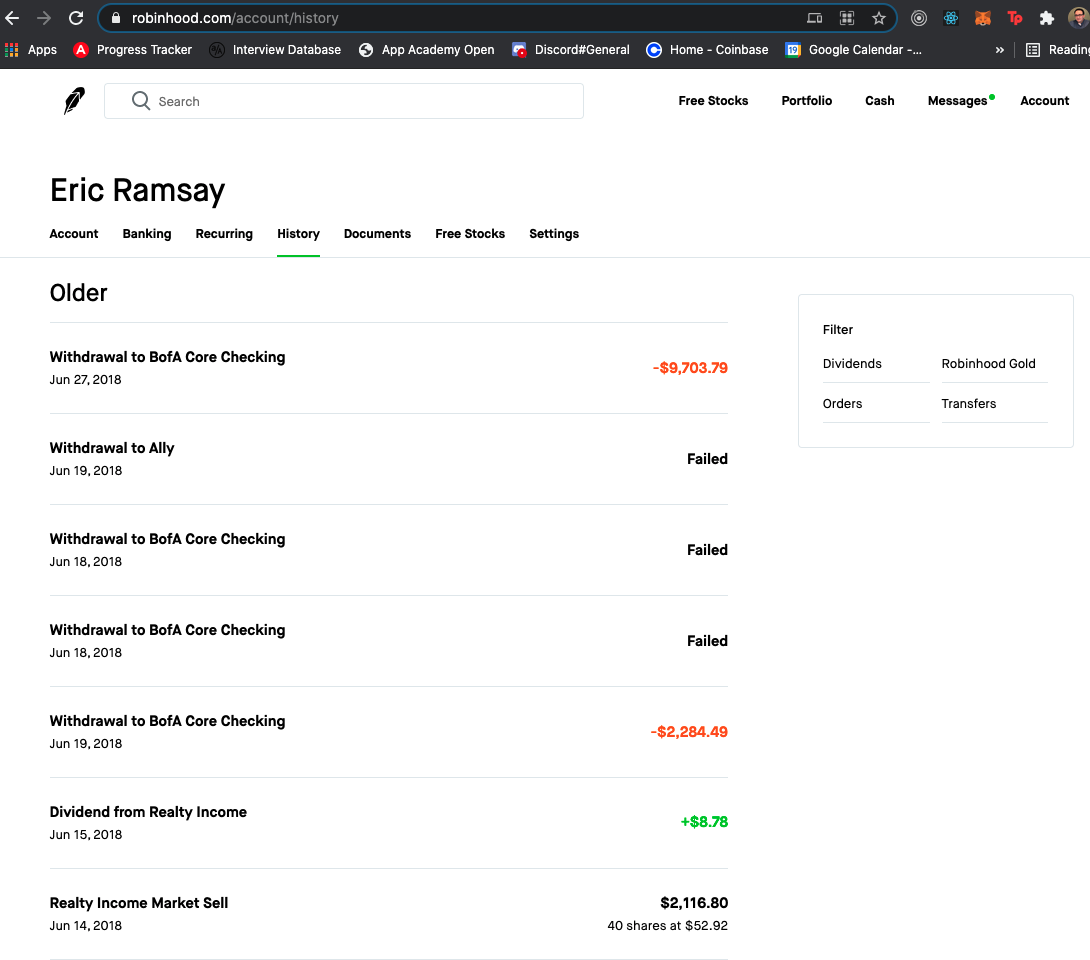 robinhood.com/account/history
Apps
Progress Tracker
Interview Database
App Academy Open
Discord#General
Home - Coinbase
19
Google Calendar -...
»
Search
Free Stocks
Portfolio
Cash
Messages
Account
Eric Ramsay
Account
Banking
Recurring
History
Documents
Free Stocks
Settings
Older
Withdrawal to BofA Core Checking
-$9,703.79
Jun 27, 2018
Withdrawal to Ally
Failed
Jun 19, 2018
Withdrawal to BofA Core Checking
Failed
Jun 18, 2018
Withdrawal to BofA Core Checking
Failed
Jun 18, 2018
Withdrawal to BofA Core Checking
-$2,284.49
Jun 19, 2018
Dividend from Realty Income
+$8.78
Jun 15, 2018
Realty Income Market Sell
$2,116.80
Jun 14, 2018
40 shares at $52.92
Filter
Dividends
Robinhood Gold
Orders
Transfers